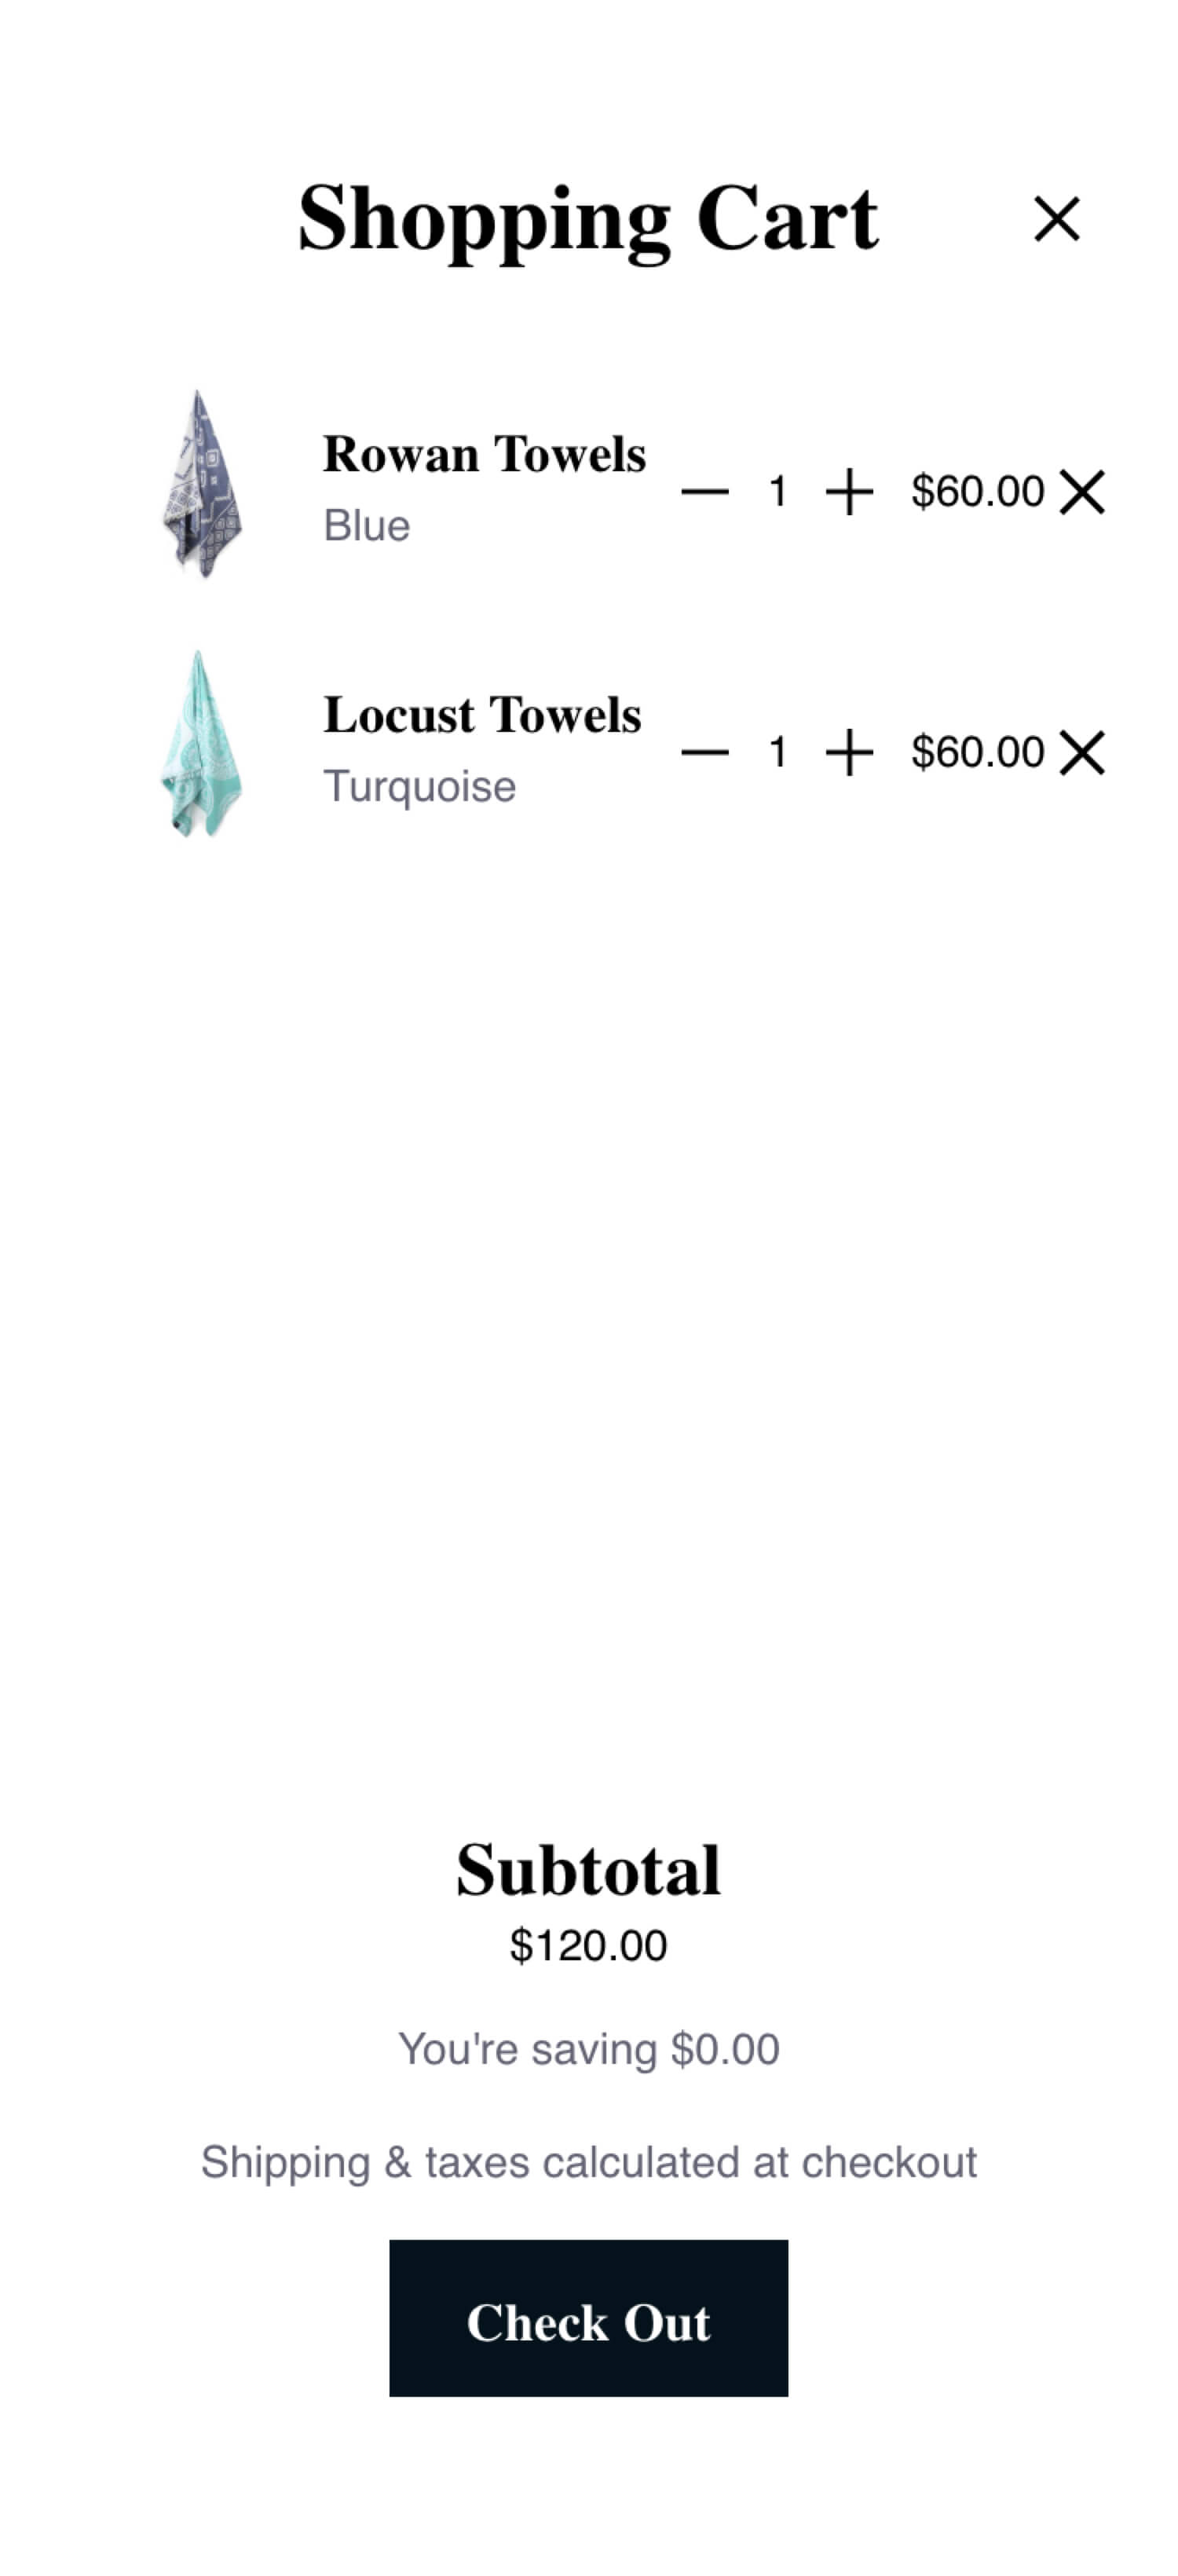 Shopping Cart
Rowan Towels
Blue
1
$60.00
Locust Towels
Turquoise
1
$60.00
Subtotal
$120.00
You're saving $0.00
Shipping & taxes calculated at checkout
Check Out